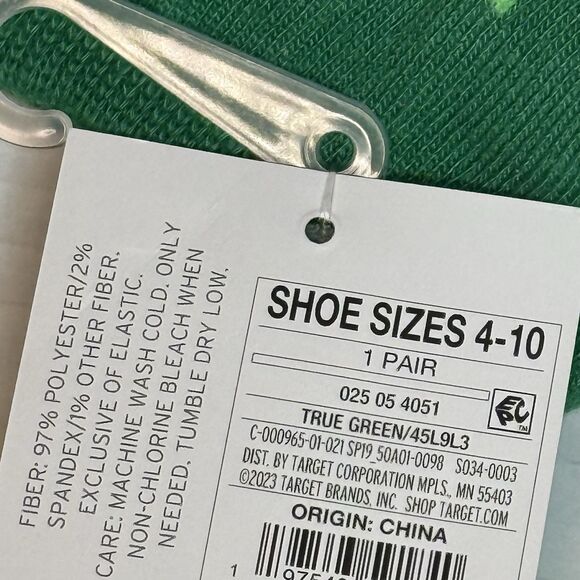 FIBER: 97% POLYESTER/2%
SPANDEX/1% OTHER FIBER.
EXCLUSIVE OF ELASTIC.
CARE: MACHINE WASH COLD. ONLY
NON-CHLORINE BLEACH WHEN
NEEDED. TUMBLE DRY LOW.
SHOE SIZES 4-10
1 PAIR
025 05 4051
EPC™
TRUE GREEN/45L9L3
C-000965-01-021 SP19_50A01-0098 S034-0003
DIST. BY TARGET CORPORATION MPLS., MN 55403
©2023 TARGET BRANDS, INC. SHOP TARGET.COM
ORIGIN: CHINA
1